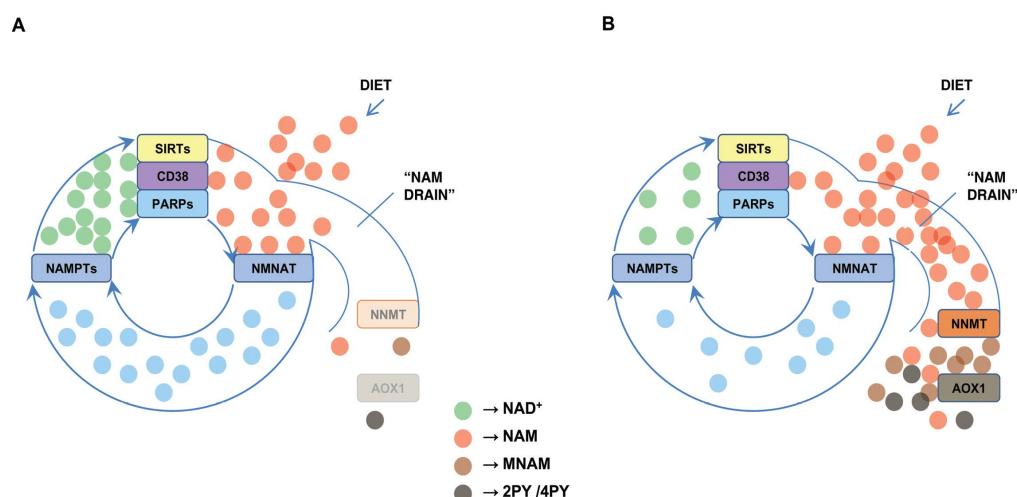 A
DIET
SIRTs
CD38
PARPs
"NAM
DRAIN"
NAMPTs
NMNAT
NNMT
AOX1
B
DIET
SIRTs
CD38
PARPs
"NAM
DRAIN"
NAMPTs
NMNAT
NNMT
AOX1
→ NAD⁺
→ NAM
→ MNAM
→ 2PY /4PY